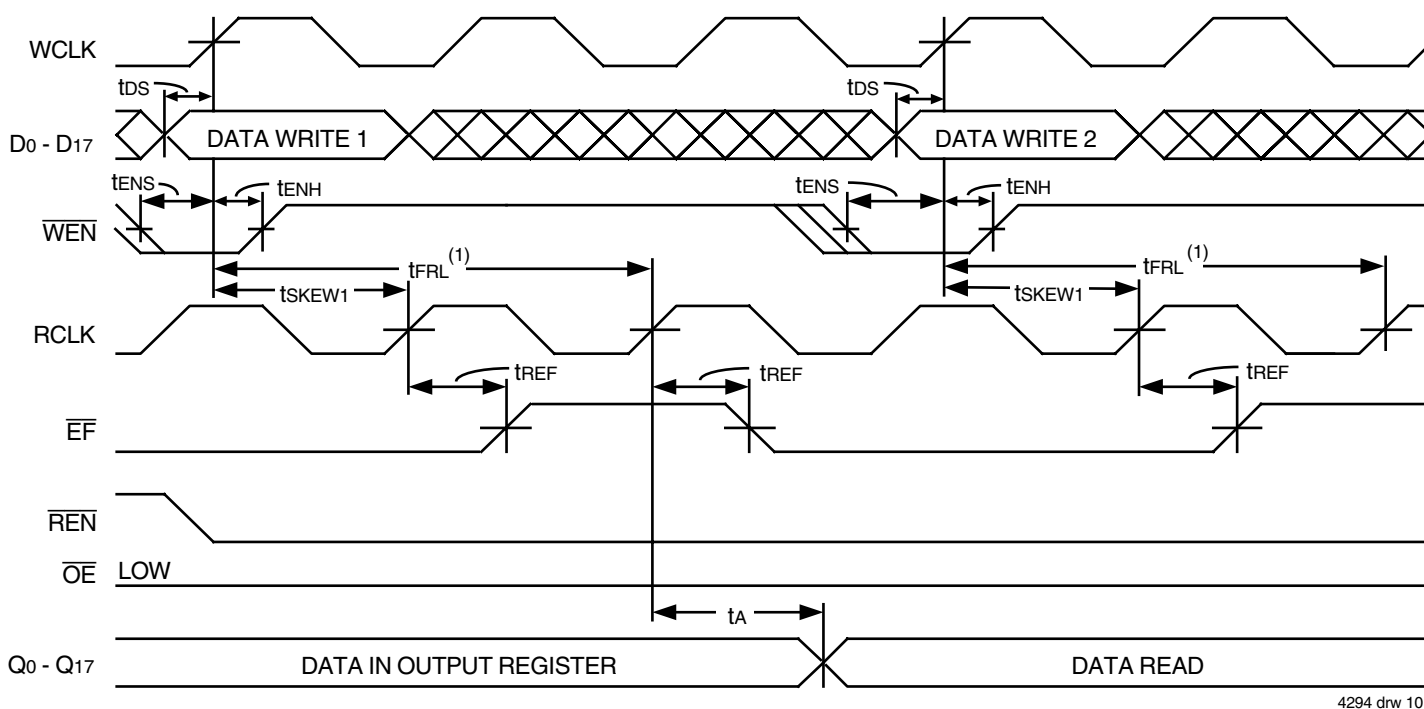 WCLK
tDS
tDS
D0 - D17
DATA WRITE 1
DATA WRITE 2
tENS
tENH
tENS
tENH
WEN
tFRL(1)
tFRL(1)
tSKEW1
tSKEW1
RCLK
tREF
tREF
tREF
EF
REN
OE
LOW
tA
Q0 - Q17
DATA IN OUTPUT REGISTER
DATA READ
4294 drw 10